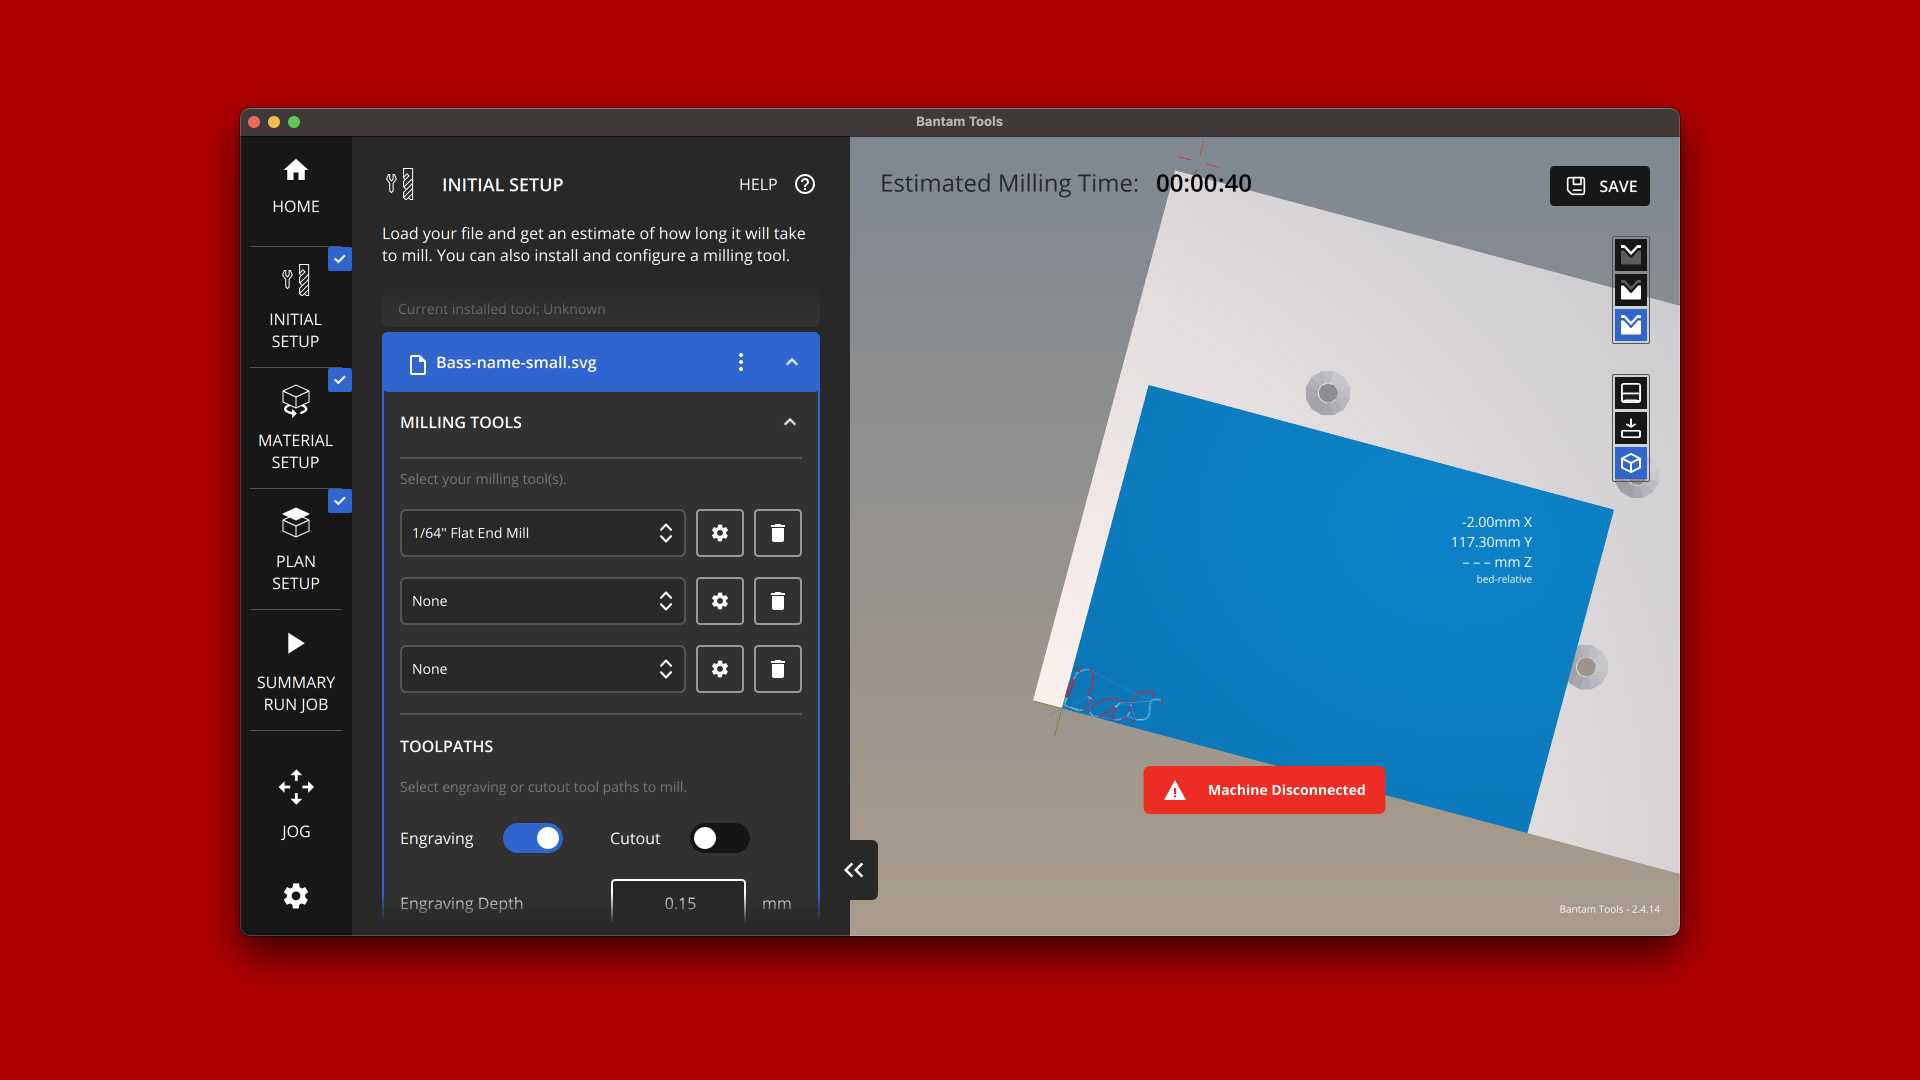 Bantam Tools
HOME
INITIAL
SETUP
MATERIAL
SETUP
PLAN
SETUP
SUMMARY
RUN JOB
JOG
INITIAL SETUP
HELP
Load your file and get an estimate of how long it will take
to mill. You can also install and configure a milling tool.
Current installed tool: Unknown
Bass-name-small.svg
MILLING TOOLS
Select your milling tool(s).
1/64" Flat End Mill
None
None
TOOLPATHS
Select engraving or cutout tool paths to mill.
Engraving
Cutout
Engraving Depth 0.15 mm
Estimated Milling Time: 00:00:40
SAVE
-2.00mm X
117.30mm Y
– – – mm Z
bed-relative
Machine Disconnected
Bantam Tools - 2.4.14